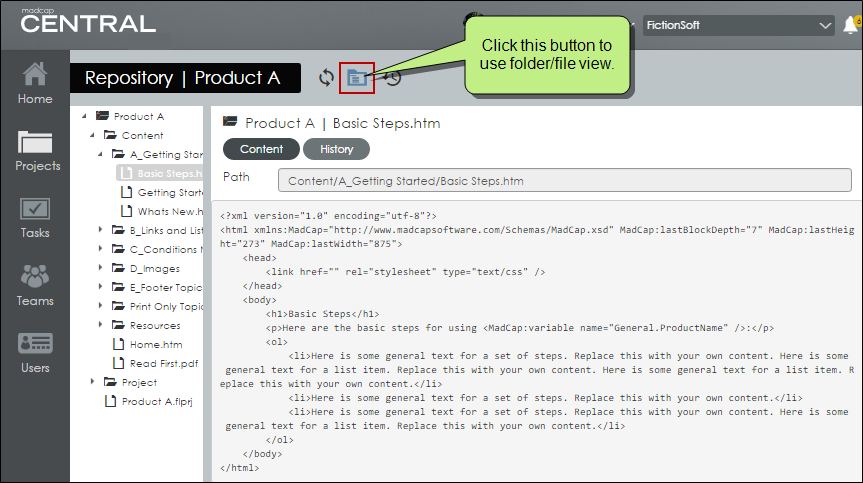 madcap
CENTRAL
FictionSoft
6
Click this button to
use folder/file view.
Repository | Product A
Home
Projects
Tasks
Teams
Users
Product A
Content
A_Getting Star
Basic Steps.h
Getting Starte
Whats New.h
B_Links and List
C_Conditions N
D_Images
E_Footer Topic
Print Only Topic
Resources
Home.htm
Read First.pdf
Project
Product A.flprj
Product A | Basic Steps.htm
Content
History
Path
Content/A_Getting Started/Basic Steps.htm
<?xml version="1.0" encoding="utf-8"?>
<html xmlns:MadCap="http://www.madcapsoftware.com/Schemas/MadCap.xsd" MadCap:lastBlockDepth="7" MadCap:lastHeig
ht="273" MadCap:lastWidth="875">
<head>
<link href="" rel="stylesheet" type="text/css" />
</head>
<body>
<h1>Basic Steps</h1>
<p>Here are the basic steps for using <MadCap:variable name="General.ProductName" />:</p>
<ol>
<li>Here is some general text for a set of steps. Replace this with your own content. Here is some
general text for a list item. Replace this with your own content. Here is some general text for a list item. R
eplace this with your own content.</li>
<li>Here is some general text for a set of steps. Replace this with your own content.</li>
<li>Here is some general text for a set of steps. Replace this with your own content. Here is some
general text for a list item. Replace this with your own content.</li>
</ol>
</body>
</html>